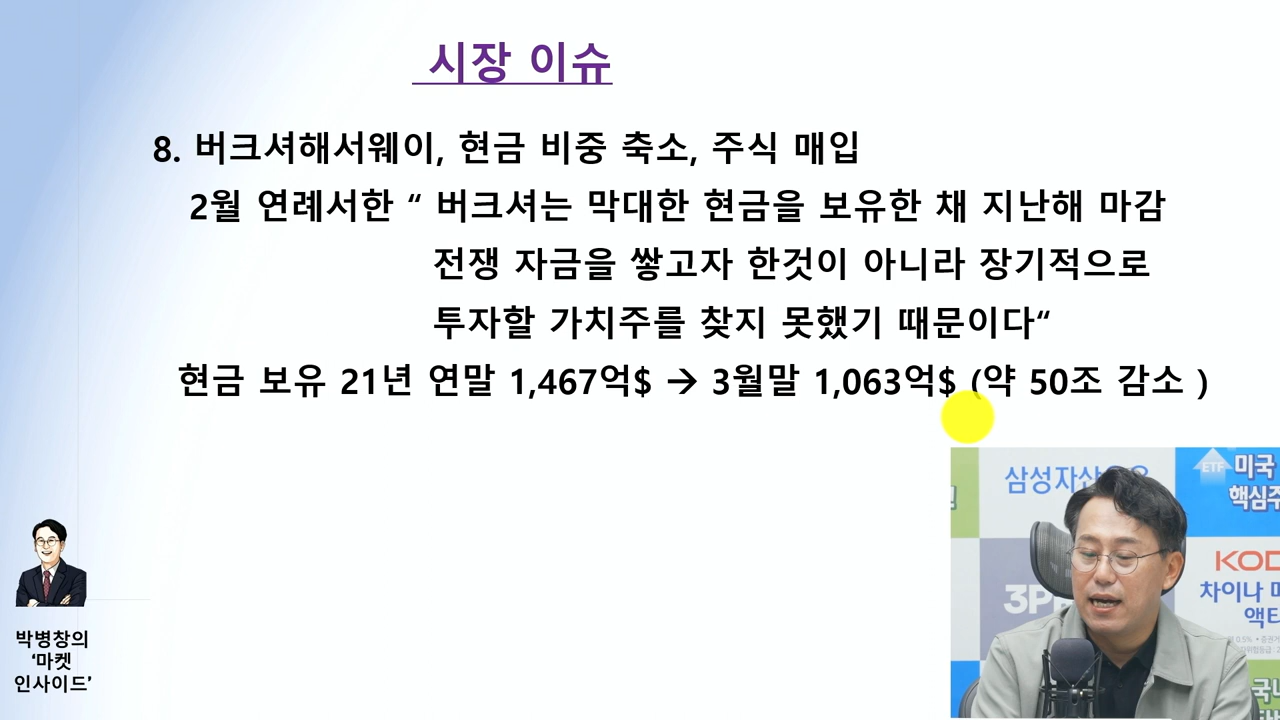 시장 이슈
8. 버크셔해서웨이, 현금 비중 축소, 주식 매입
2월 연례서한 “ 버크셔는 막대한 현금을 보유한 채 지난해 마감
전쟁 자금을 쌓고자 한것이 아니라 장기적으로
투자할 가치주를 찾지 못했기 때문이다“
현금 보유 21년 연말 1,467억$ → 3월말 1,063억$ (약 50조 감소 )
박병창의
‘마켓
인사이드’
삼성자산운용
ETF 미국
핵심주
3P
KOD
차이나
액티
국내